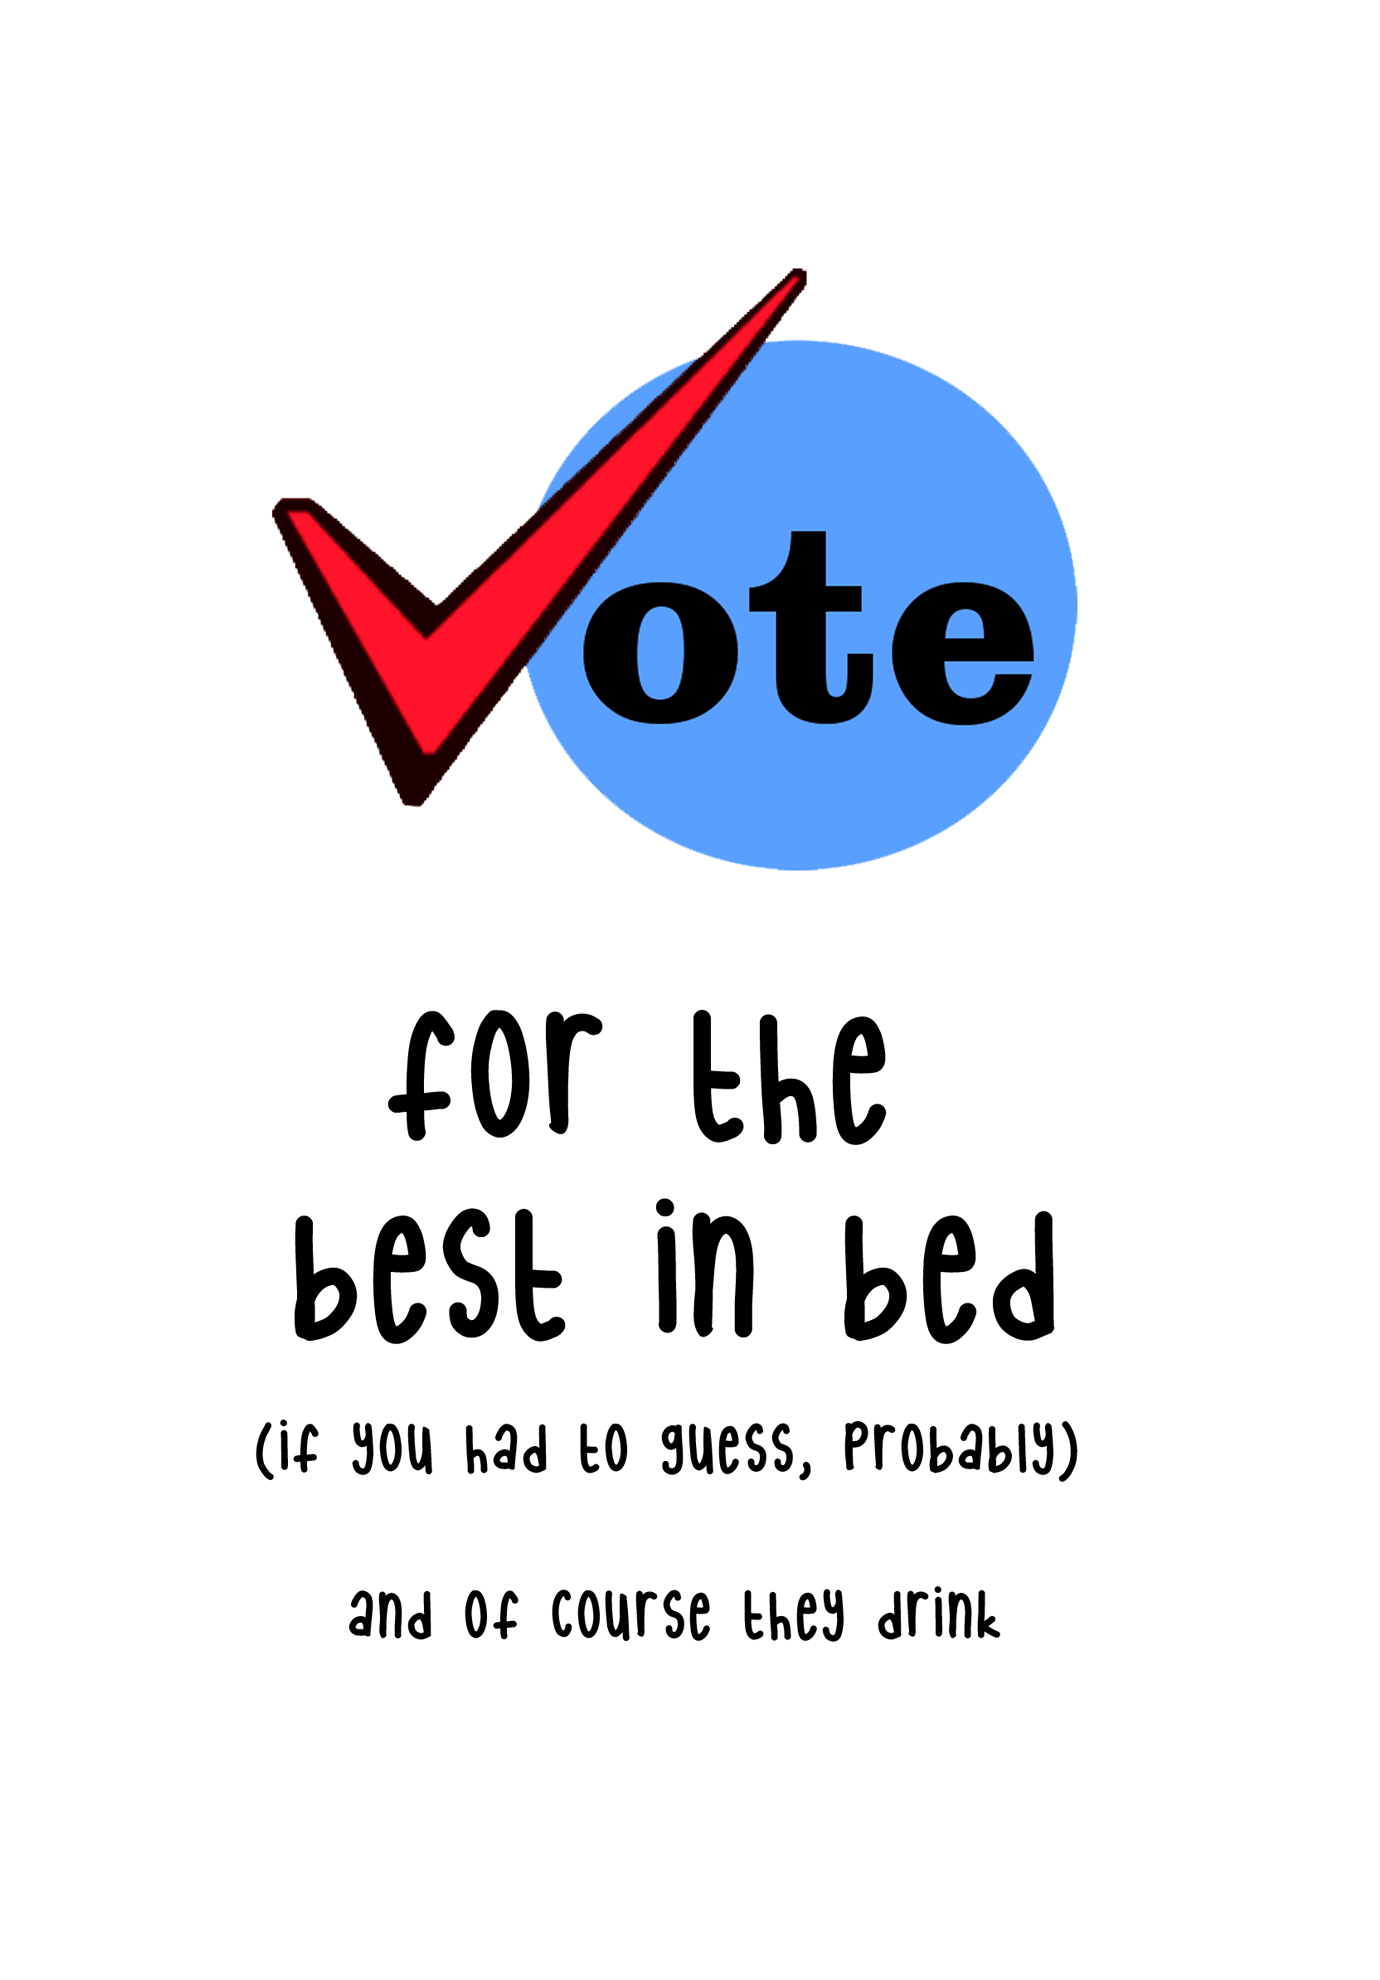 Vote
for the
best in bed
(if you had to guess, probably)
and of course they drink